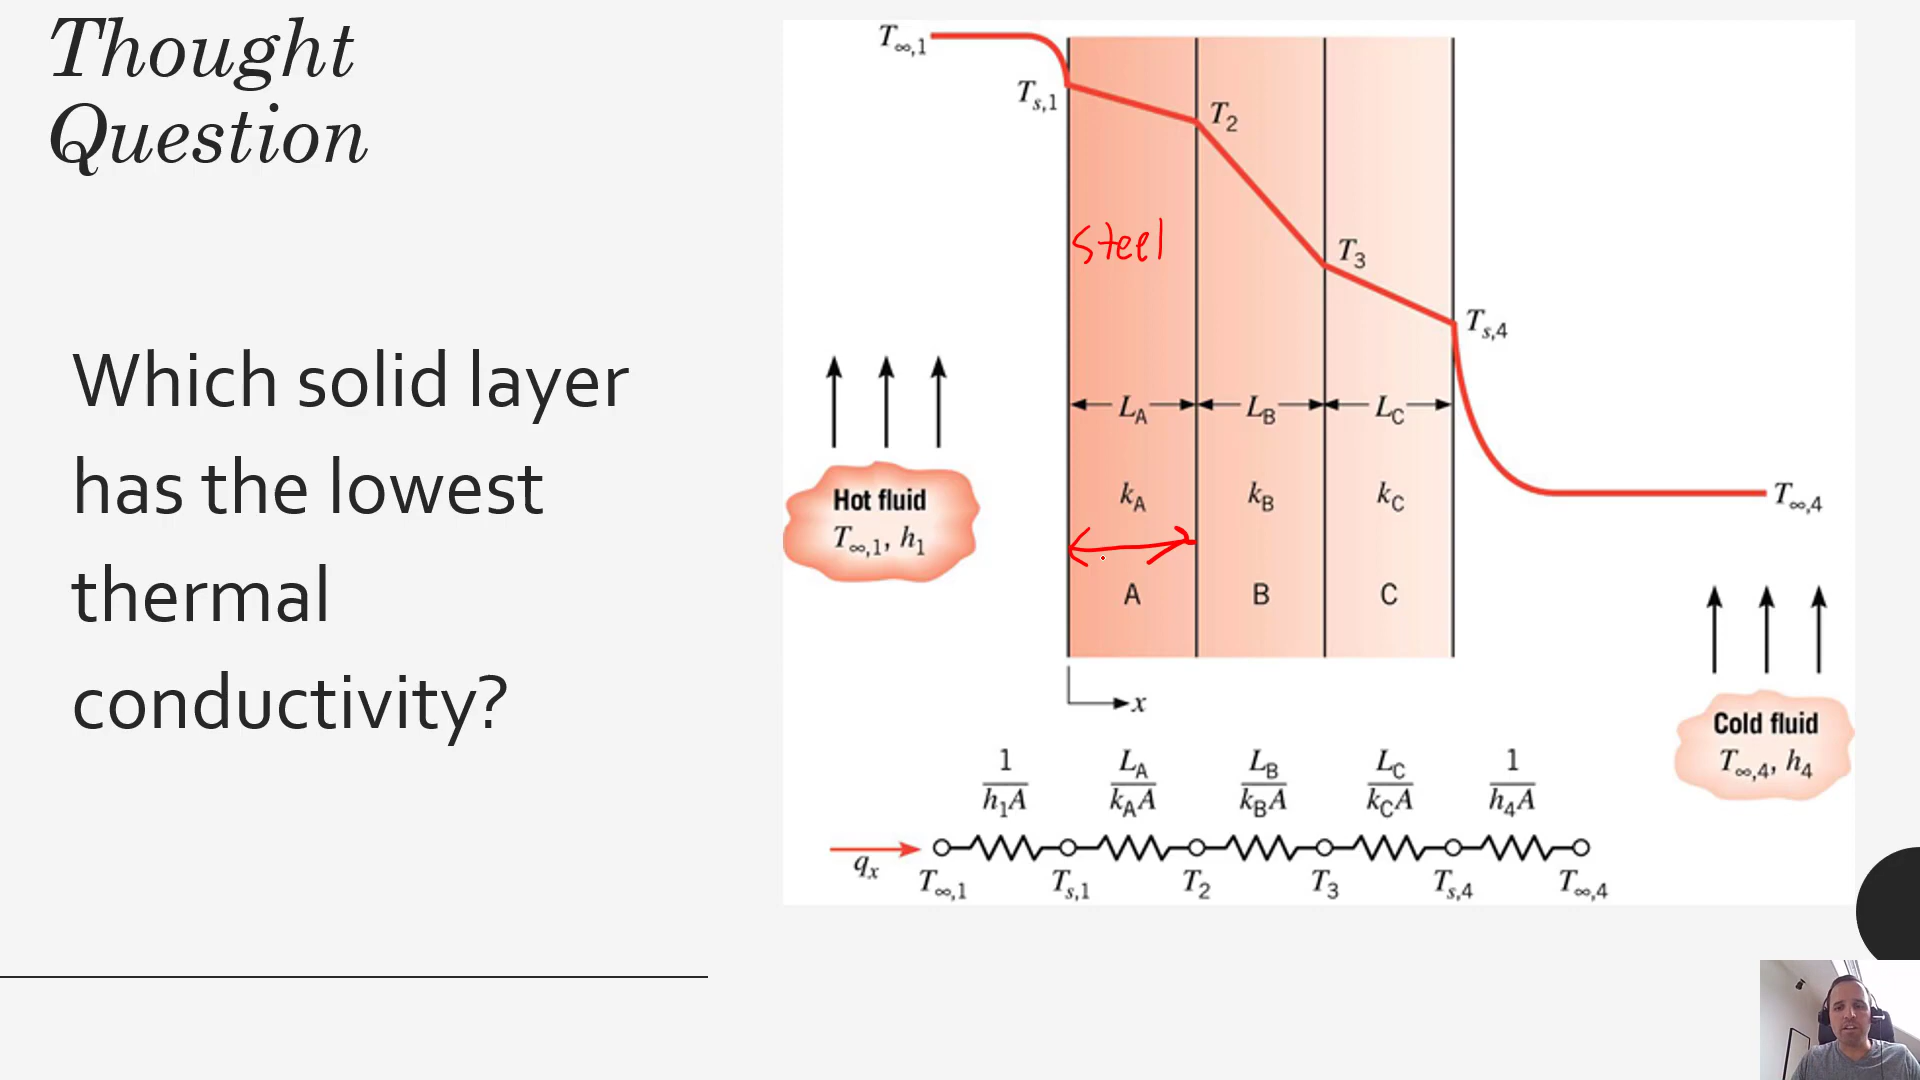 Thought
Question
Which solid layer
has the lowest
thermal
conductivity?
T∞,1
Ts,1
T2
steel
T3
Ts,4
LA LB LC
kA kB kC
T∞,4
Hot fluid
T∞,1, h1
A B C
x
Cold fluid
T∞,4, h4
1/h1A LA/kAA LB/kBA LC/kCA 1/h4A
qx
T∞,1 Ts,1 T2 T3 Ts,4 T∞,4